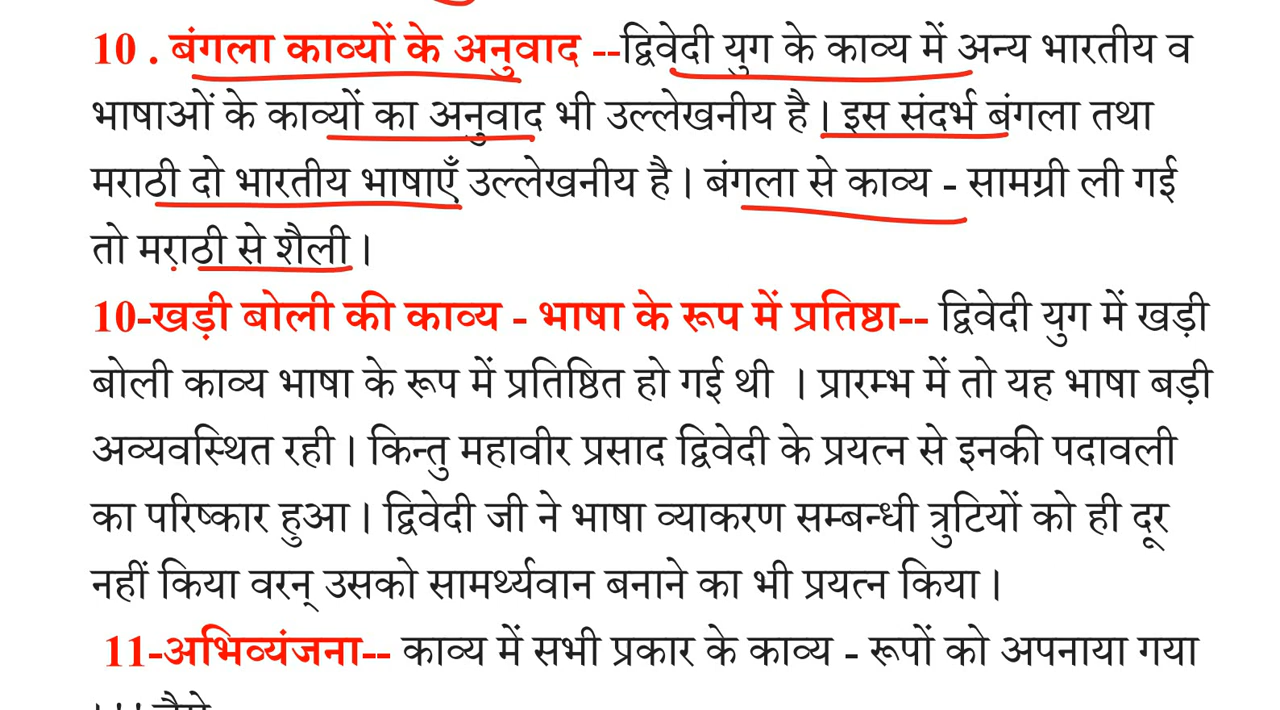 10 . बंगला काव्यों के अनुवाद --द्विवेदी युग के काव्य में अन्य भारतीय व
भाषाओं के काव्यों का अनुवाद भी उल्लेखनीय है। इस संदर्भ बंगला तथा
मराठी दो भारतीय भाषाएँ उल्लेखनीय है। बंगला से काव्य - सामग्री ली गई
तो मराठी से शैली।
10-खड़ी बोली की काव्य - भाषा के रूप में प्रतिष्ठा-- द्विवेदी युग में खड़ी
बोली काव्य भाषा के रूप में प्रतिष्ठित हो गई थी । प्रारम्भ में तो यह भाषा बड़ी
अव्यवस्थित रही। किन्तु महावीर प्रसाद द्विवेदी के प्रयत्न से इनकी पदावली
का परिष्कार हुआ। द्विवेदी जी ने भाषा व्याकरण सम्बन्धी त्रुटियों को ही दूर
नहीं किया वरन् उसको सामर्थ्यवान बनाने का भी प्रयत्न किया।
11-अभिव्यंजना-- काव्य में सभी प्रकार के काव्य - रूपों को अपनाया गया